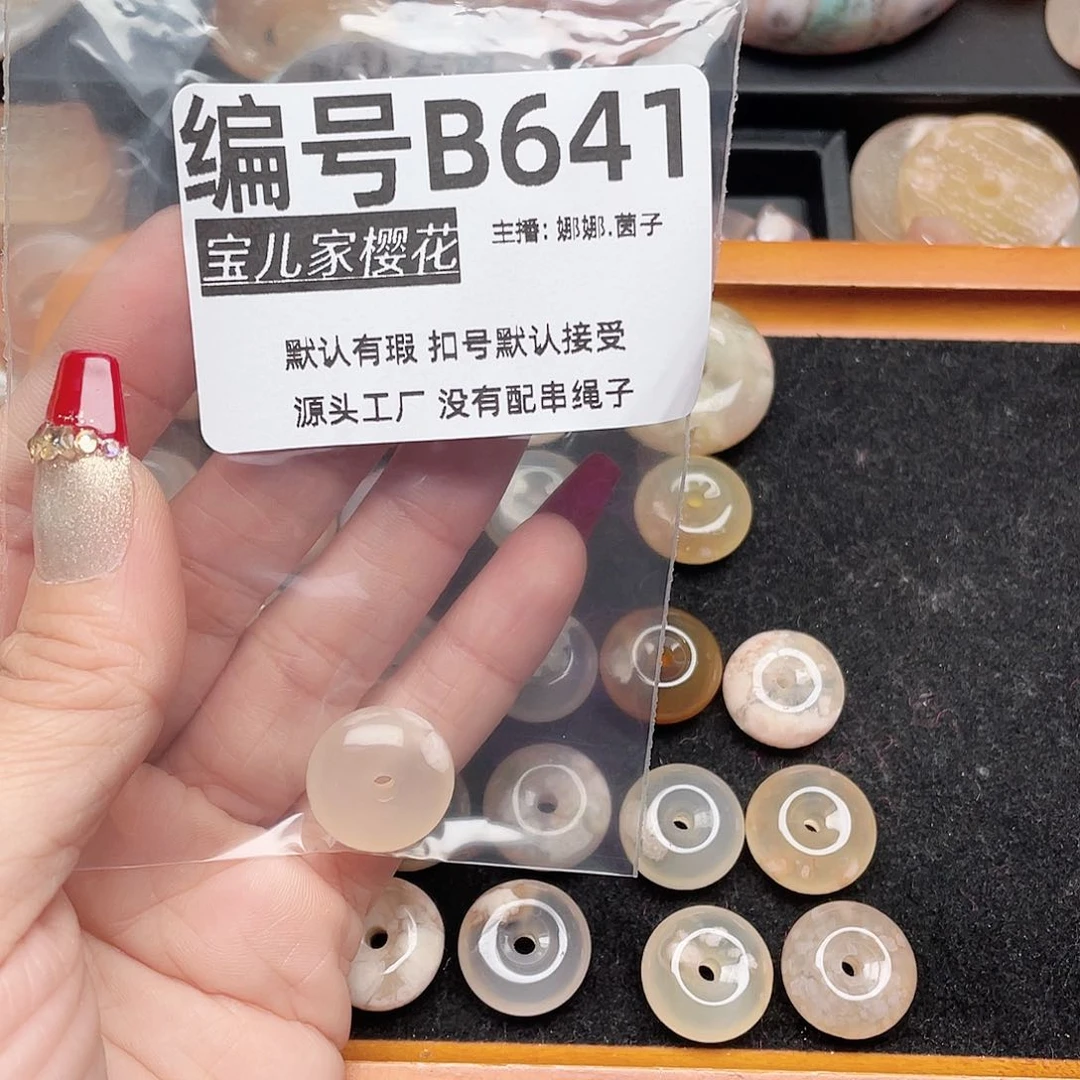 编号B641
宝儿家樱花
主播:娜娜.茵子
默认有瑕 扣号默认接受
源头工厂 没有配串绳子